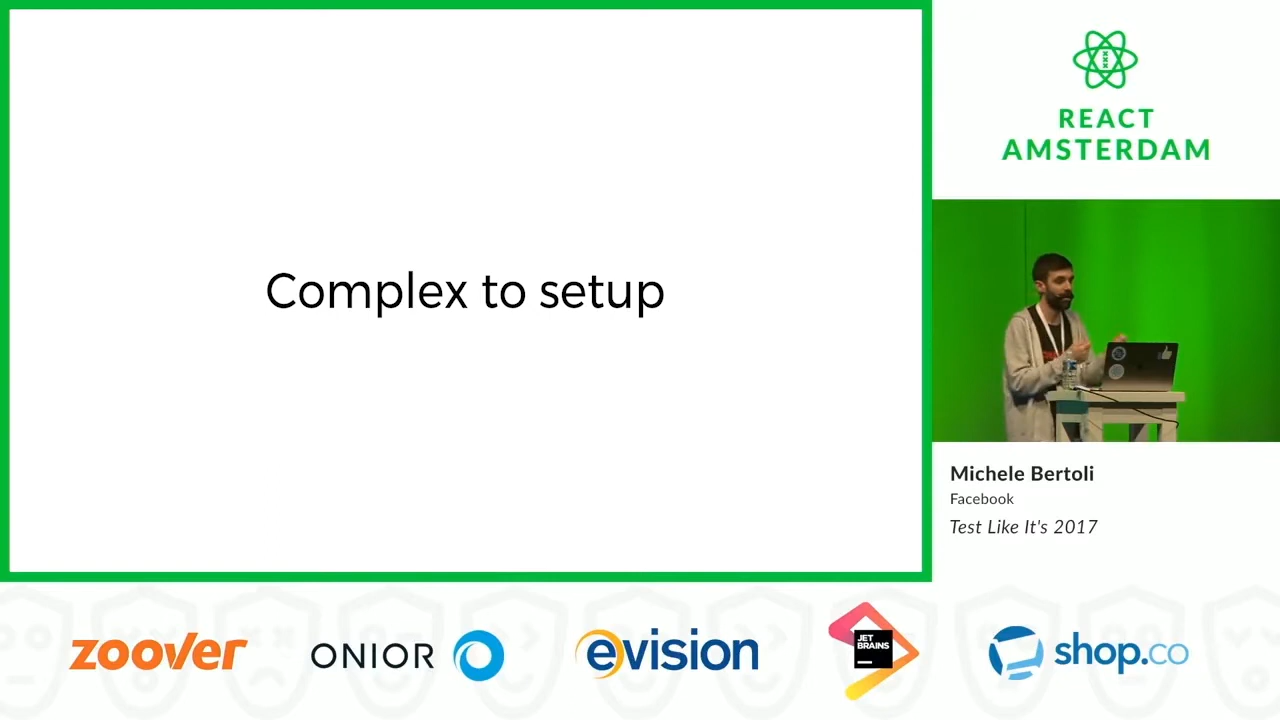 Complex to setup
REACT
AMSTERDAM
Michele Bertoli
Facebook
Test Like It's 2017
zoover
ONIOR
evision
JET
BRAINS
shop.co